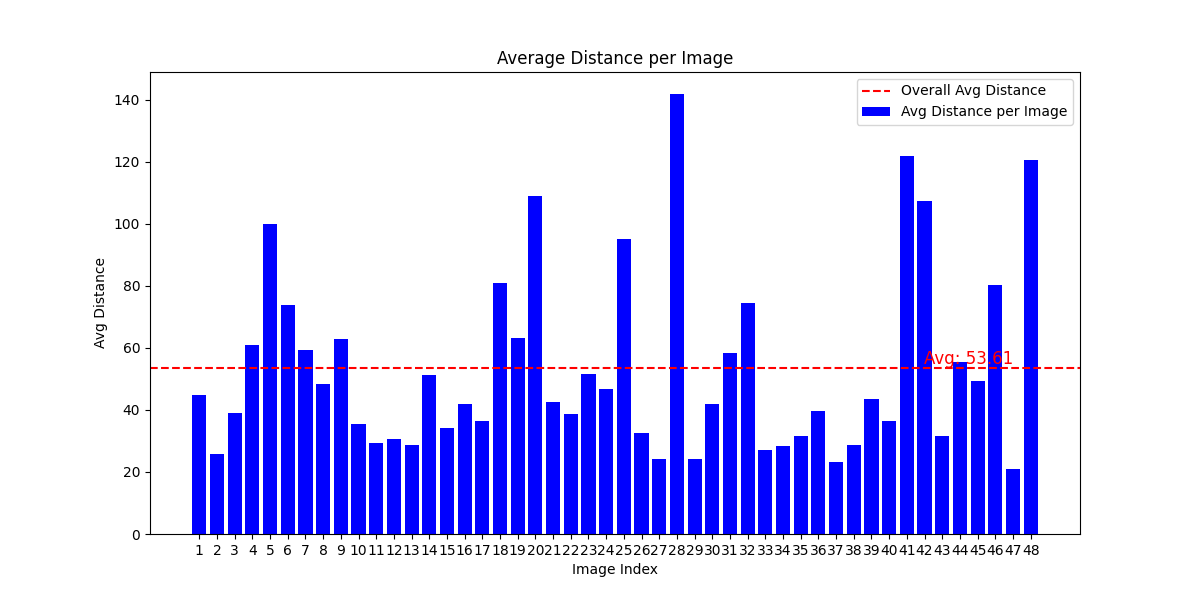 Average Distance per Image
Avg Distance
140
120
100
80
60
40
20
0
Overall Avg Distance
Avg Distance per Image
Avg: 53.61
1 2 3 4 5 6 7 8 9 10 11 12 13 14 15 16 17 18 19 20 21 22 23 24 25 26 27 28 29 30 31 32 33 34 35 36 37 38 39 40 41 42 43 44 45 46 47 48
Image Index